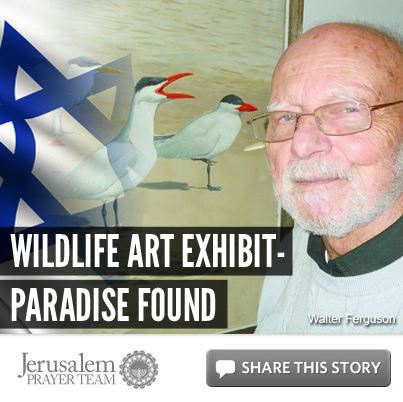 WILDLIFE ART EXHIBIT-
PARADISE FOUND
Walter Ferguson
Jerusalem
PRAYER TEAM
SHARE THIS STORY